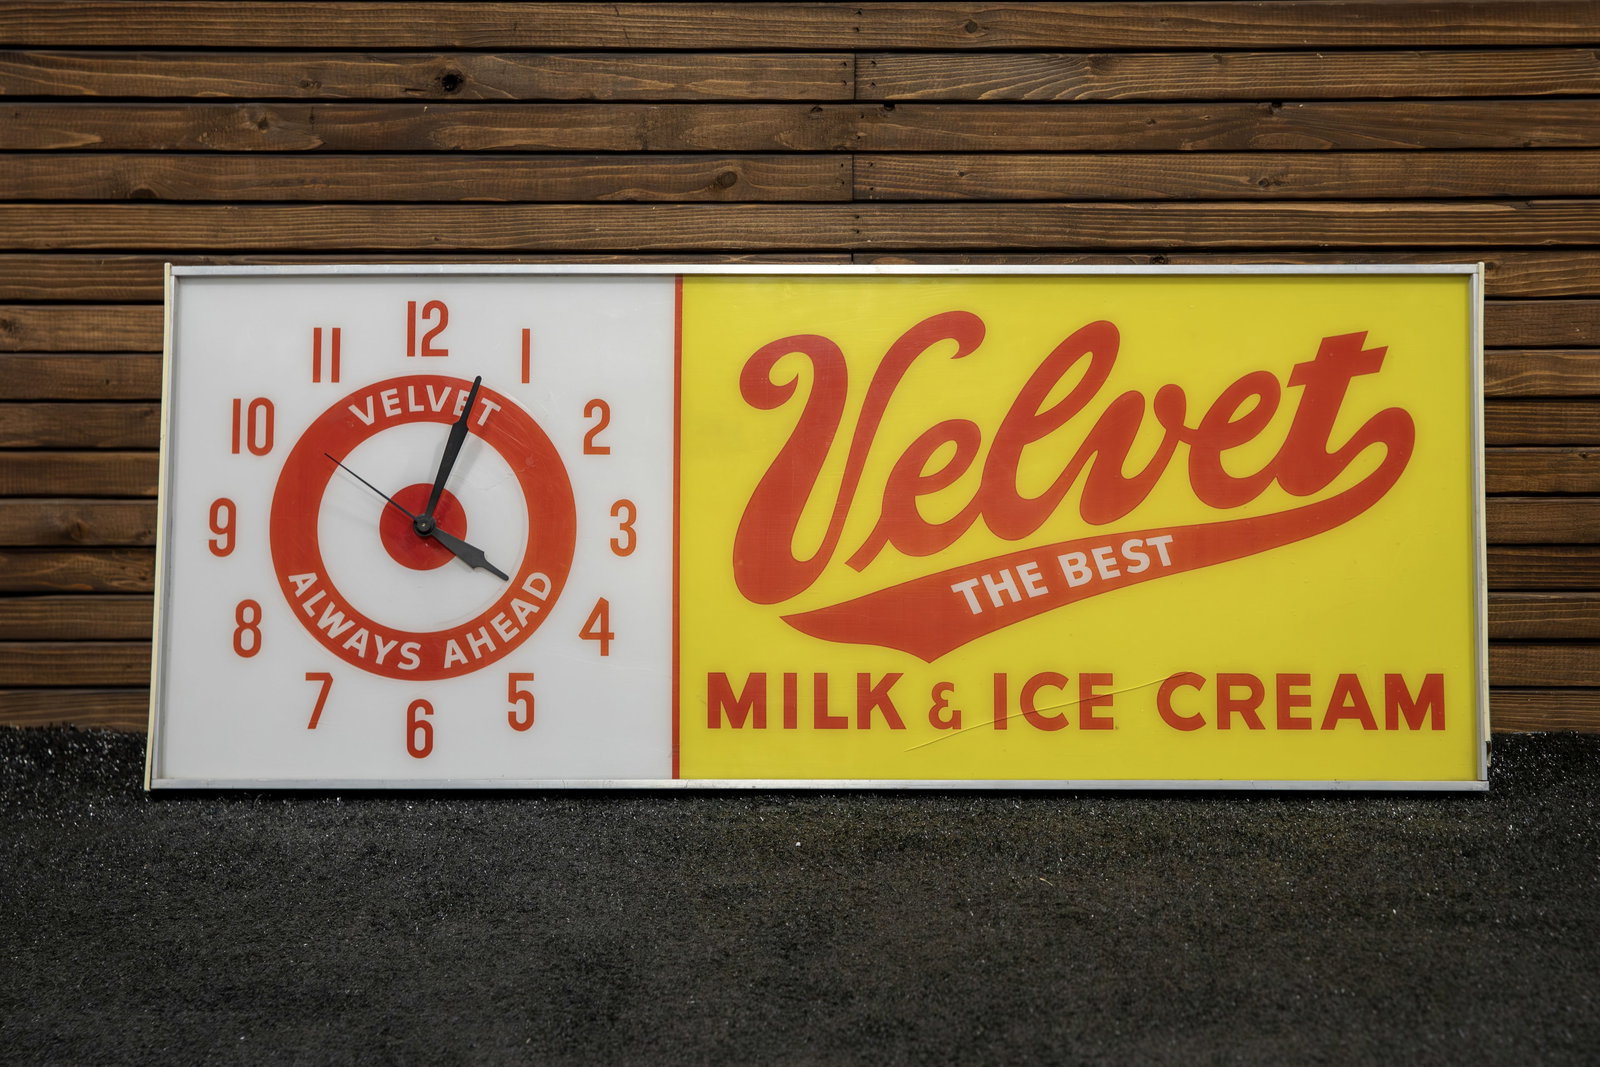 12
11
1
10
2
9
3
8
4
7
5
6
VELVET
ALWAYS AHEAD
Velvet
THE BEST
MILK & ICE CREAM